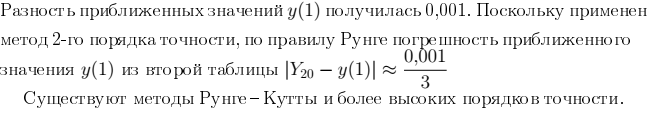 Разность приближенных значений y(1) получилась 0,001. Поскольку применен
метод 2-го порядка точности, по правилу Рунге погрешность приближенного
значения y(1) из второй таблицы |Y₂₀ − y(1)| ≈ 0,001/3
Существуют методы Рунге – Кутты и более высоких порядков точности.